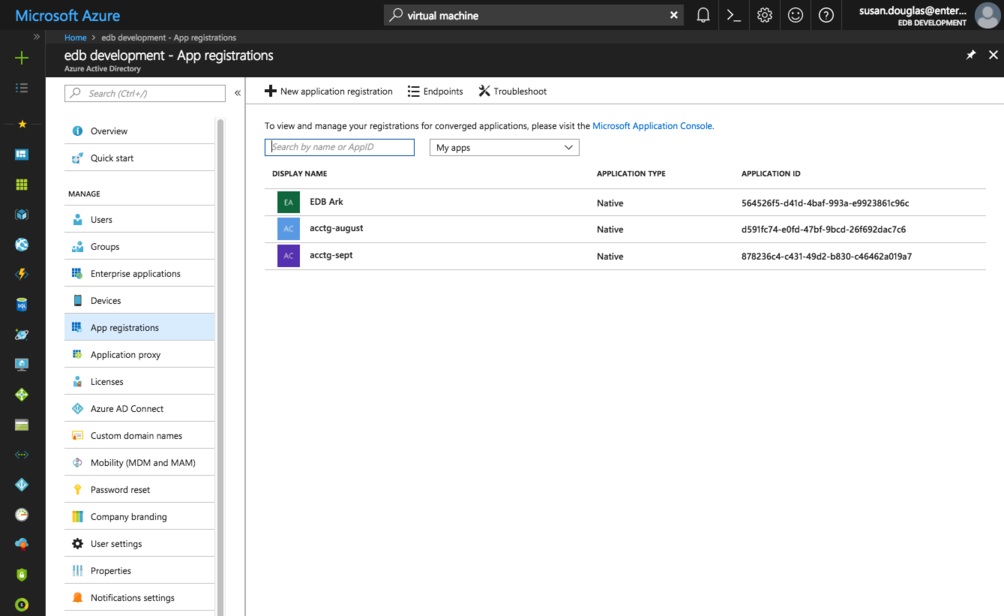 Microsoft Azure
virtual machine
susan.douglas@enter...
EDB DEVELOPMENT
Home > edb development - App registrations
edb development - App registrations
Azure Active Directory
Search (Ctrl+/)
Overview
Quick start
MANAGE
Users
Groups
Enterprise applications
Devices
App registrations
Application proxy
Licenses
Azure AD Connect
Custom domain names
Mobility (MDM and MAM)
Password reset
Company branding
User settings
Properties
Notifications settings
New application registration Endpoints Troubleshoot
To view and manage your registrations for converged applications, please visit the Microsoft Application Console.
Search by name or AppID My apps
DISPLAY NAME APPLICATION TYPE APPLICATION ID
EA EDB Ark Native 564526f5-d41d-4baf-993a-e9923861c96c
AC acctg-august Native d591fc74-e0fd-47bf-9bcd-26f692dac7c6
AC acctg-sept Native 878236c4-c431-49d2-b830-c46462a019a7